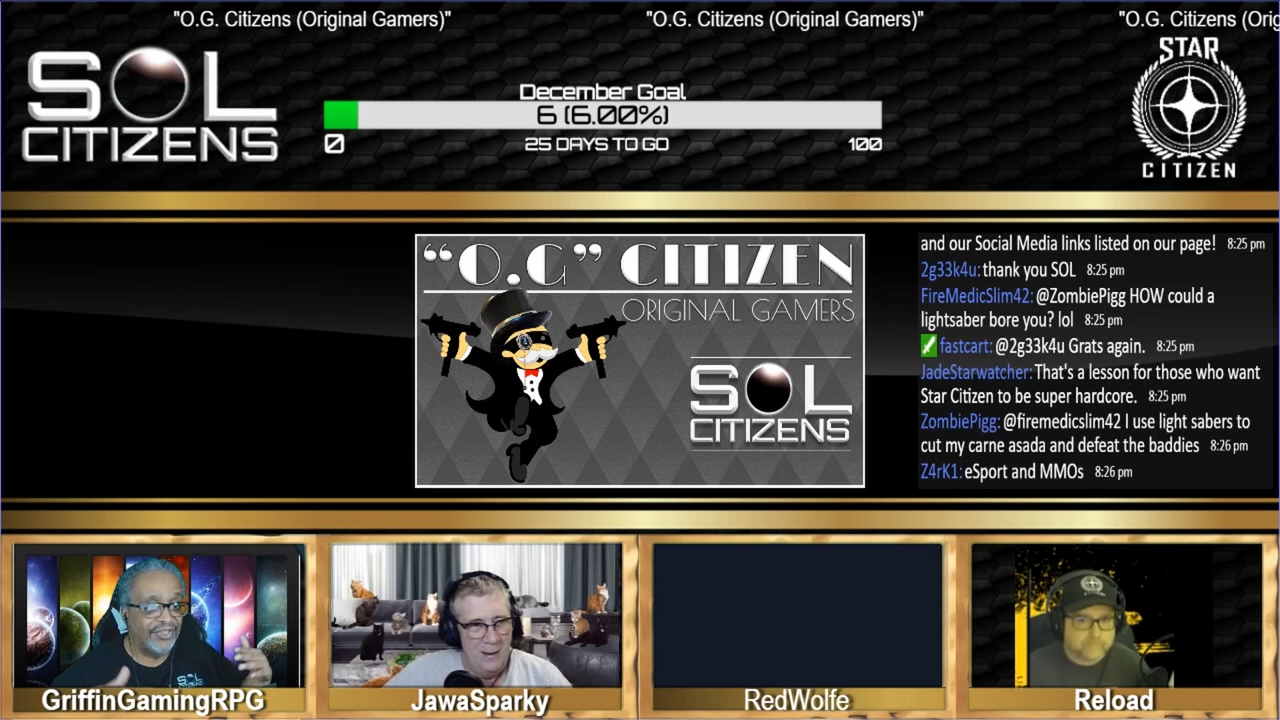 "O.G. Citizens (Original Gamers)"
"O.G. Citizens (Original Gamers)"
"O.G. Citizens (Orig
SOL
CITIZENS
December Goal
6 (6.00%)
0
25 DAYS TO GO
100
STAR
CITIZEN
“O.G” CITIZEN
ORIGINAL GAMERS
SOL
CITIZENS
and our Social Media links listed on our page! 8:25 pm
2g33k4u: thank you SOL 8:25 pm
FireMedicSlim42: @ZombiePigg HOW could a
lightsaber bore you? lol 8:25 pm
fastcart: @2g33k4u Grats again. 8:25 pm
JadeStarwatcher: That's a lesson for those who want
Star Citizen to be super hardcore. 8:25 pm
ZombiePigg: @firemedicslim42 I use light sabers to
cut my carne asada and defeat the baddies 8:26 pm
Z4rK1: eSport and MMOs 8:26 pm
SOL
GriffinGamingRPG
JawaSparky
RedWolfe
Reload